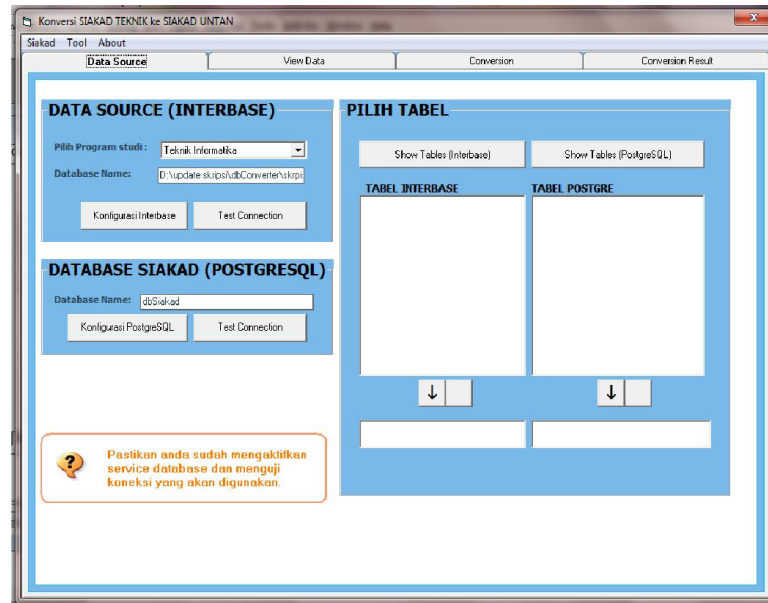 Konversi SIAKAD TEKNIK ke SIAKAD UNTAN
Siakad Tool About
Data Source View Data Conversion Conversion Result
DATA SOURCE (INTERBASE)
Pilih Program studi : Teknik Informatika
Database Name: D:\update skripsi\dbConverter\skrpi
Konfigurasi Interbase Test Connection
DATABASE SIAKAD (POSTGRESQL)
Database Name: dbSiakad
Konfigurasi PostgreSQL Test Connection
Pastikan anda sudah mengaktifkan
service database dan menguji
koneksi yang akan digunakan.
PILIH TABEL
Show Tables (Interbase) Show Tables (PostgreSQL)
TABEL INTERBASE TABEL POSTGRE